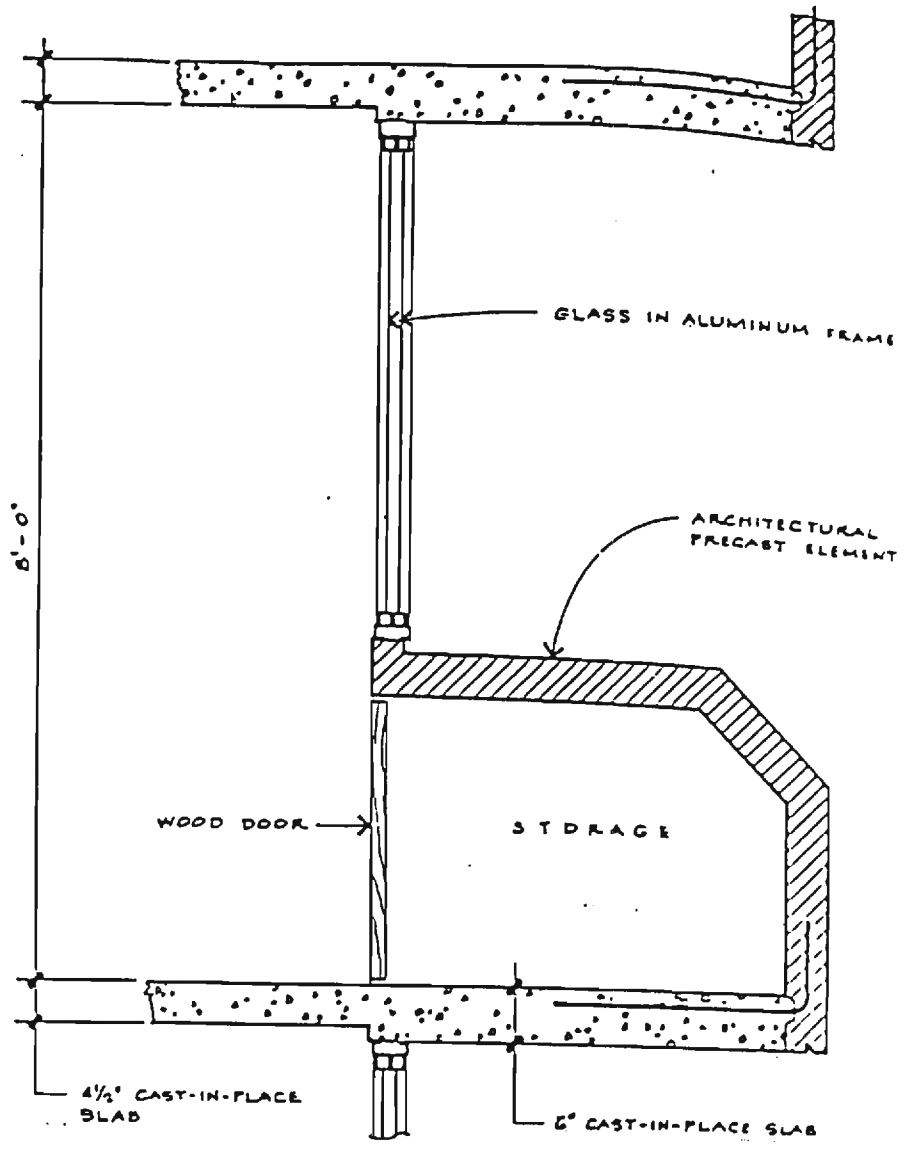 GLASS IN ALUMINUM FRAME
ARCHITECTURAL
PRECAST ELEMENT
8'-0"
WOOD DOOR
STORAGE
4½" CAST-IN-PLACE
SLAB
6" CAST-IN-PLACE SLAB